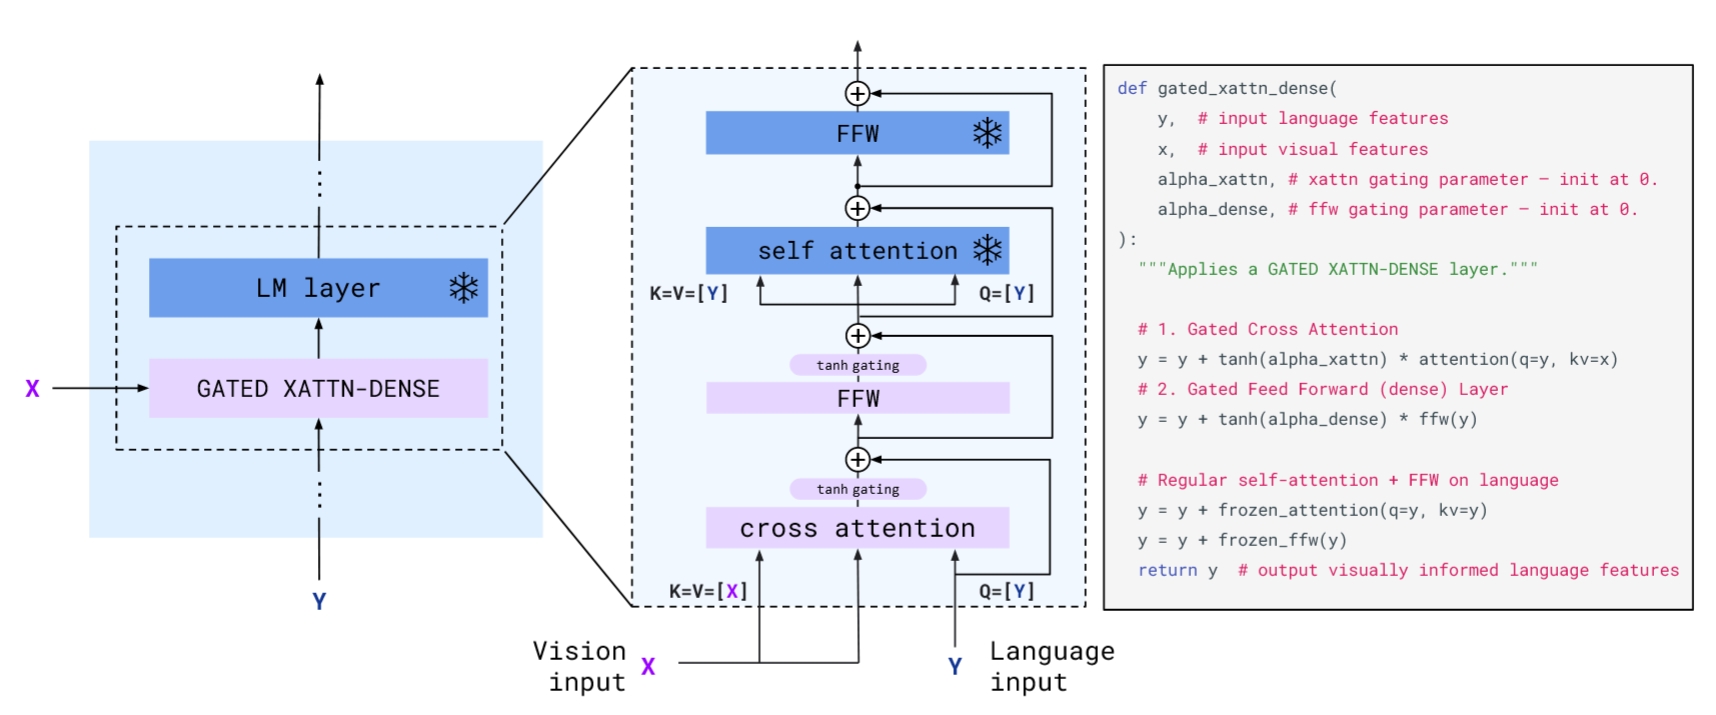 X
LM layer
GATED XATTN-DENSE
Y
FFW
self attention
K=V=[Y]
Q=[Y]
tanh gating
FFW
tanh gating
cross attention
K=V=[X]
Q=[Y]
Vision
input
X
Y
Language
input
def gated_xattn_dense(
y, # input language features
x, # input visual features
alpha_xattn, # xattn gating parameter – init at 0.
alpha_dense, # ffw gating parameter – init at 0.
):
"""Applies a GATED XATTN-DENSE layer."""
# 1. Gated Cross Attention
y = y + tanh(alpha_xattn) * attention(q=y, kv=x)
# 2. Gated Feed Forward (dense) Layer
y = y + tanh(alpha_dense) * ffw(y)
# Regular self-attention + FFW on language
y = y + frozen_attention(q=y, kv=y)
y = y + frozen_ffw(y)
return y # output visually informed language features